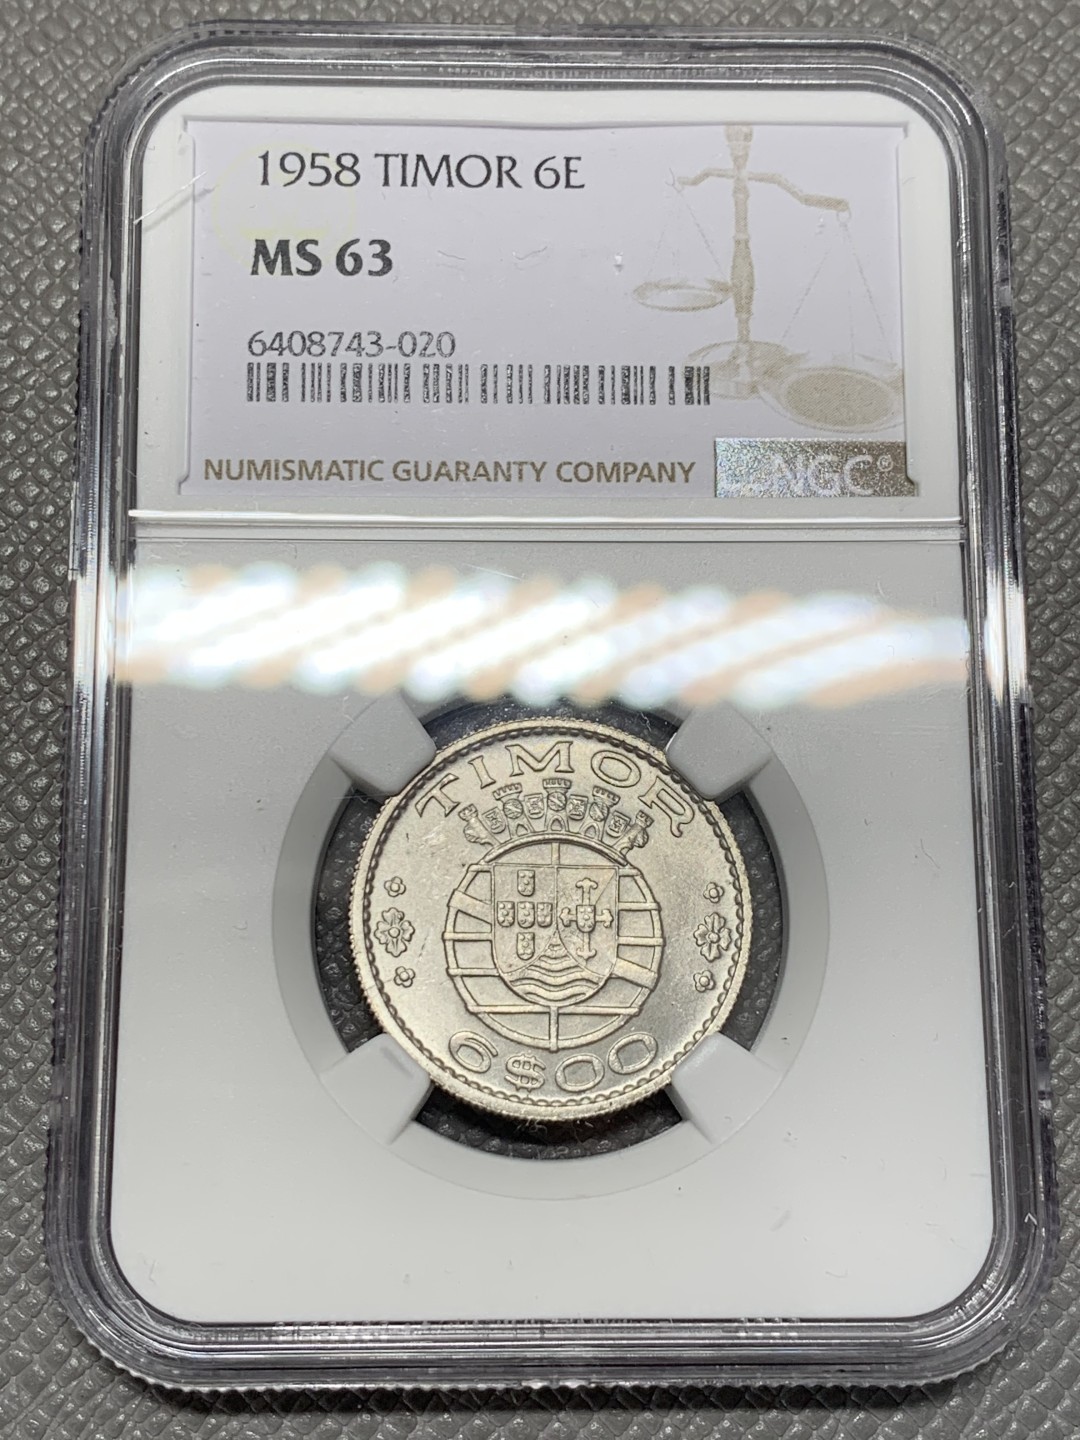 1958 TIMOR 6E
MS 63
6408743-020
NUMISMATIC GUARANTY COMPANY
NGC®
TIMOR
6$00